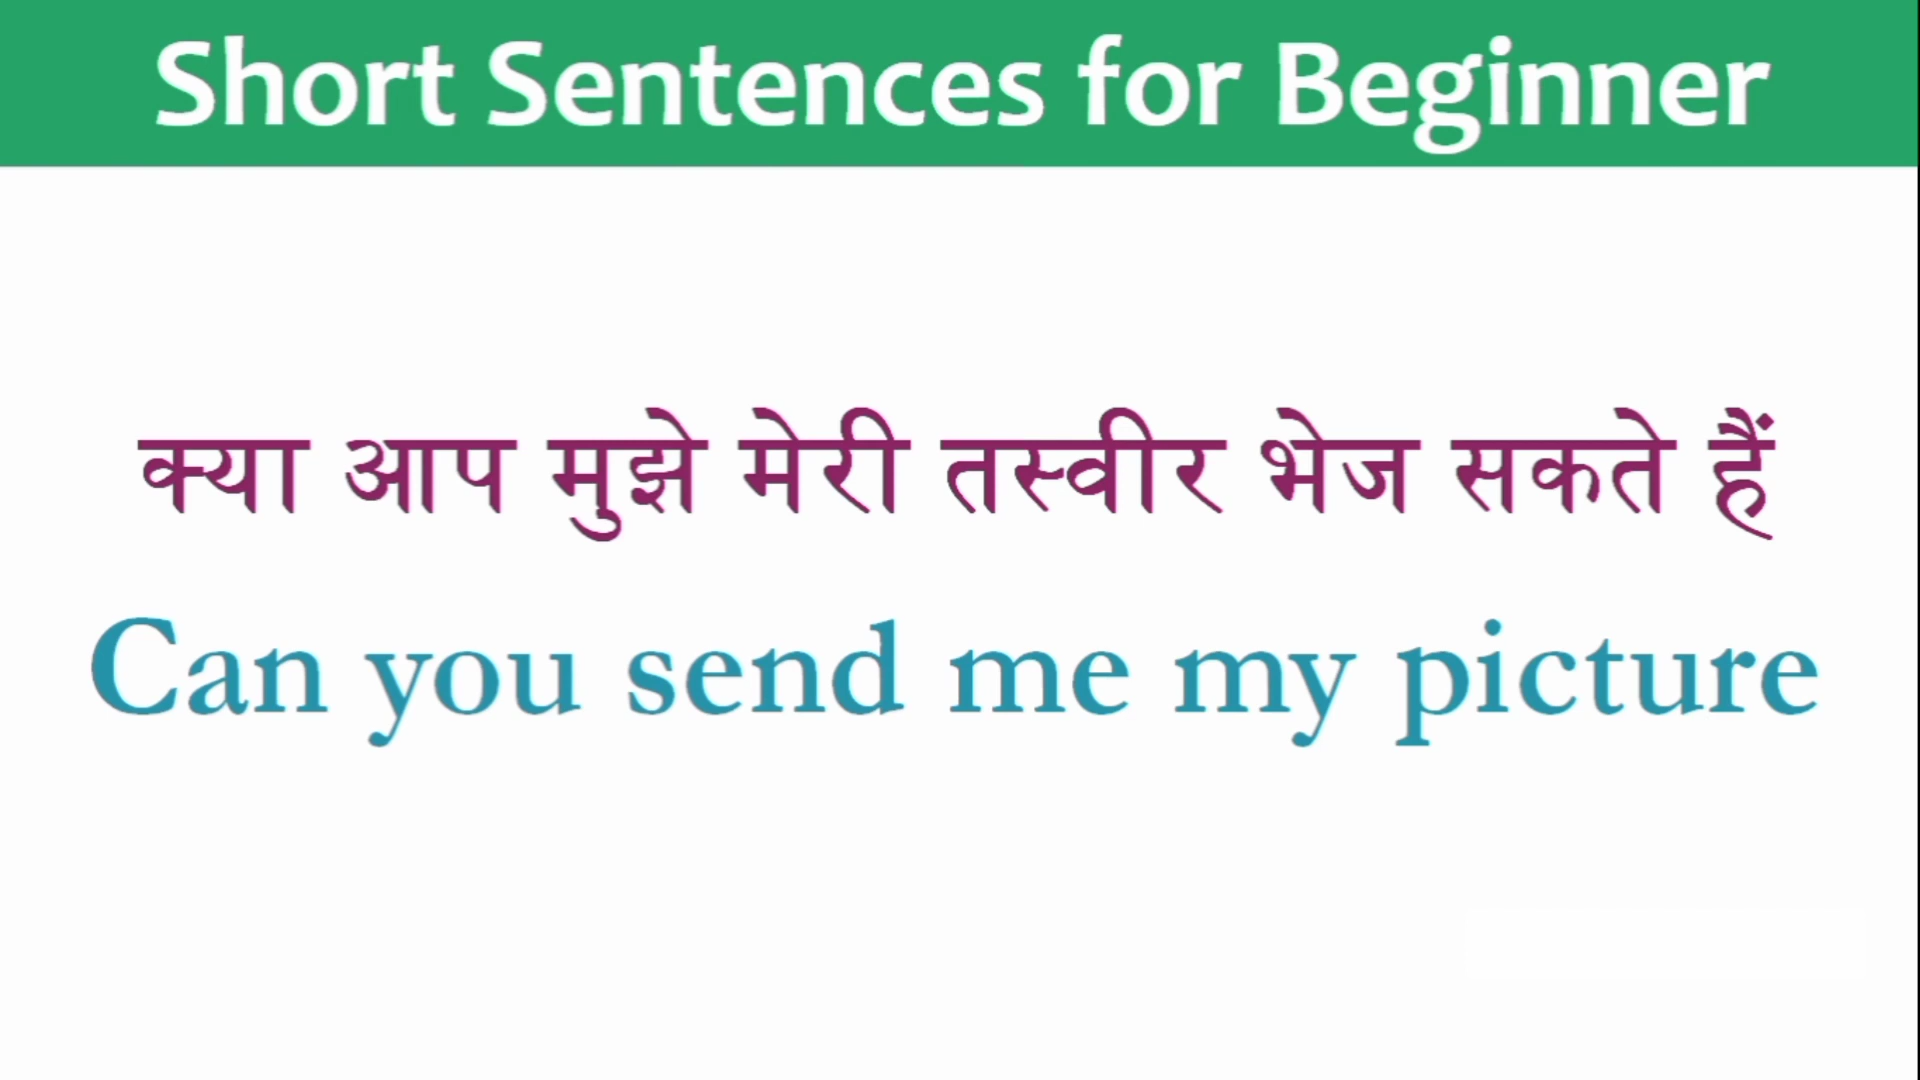 Short Sentences for Beginner
क्या आप मुझे मेरी तस्वीर भेज सकते हैं
Can you send me my picture